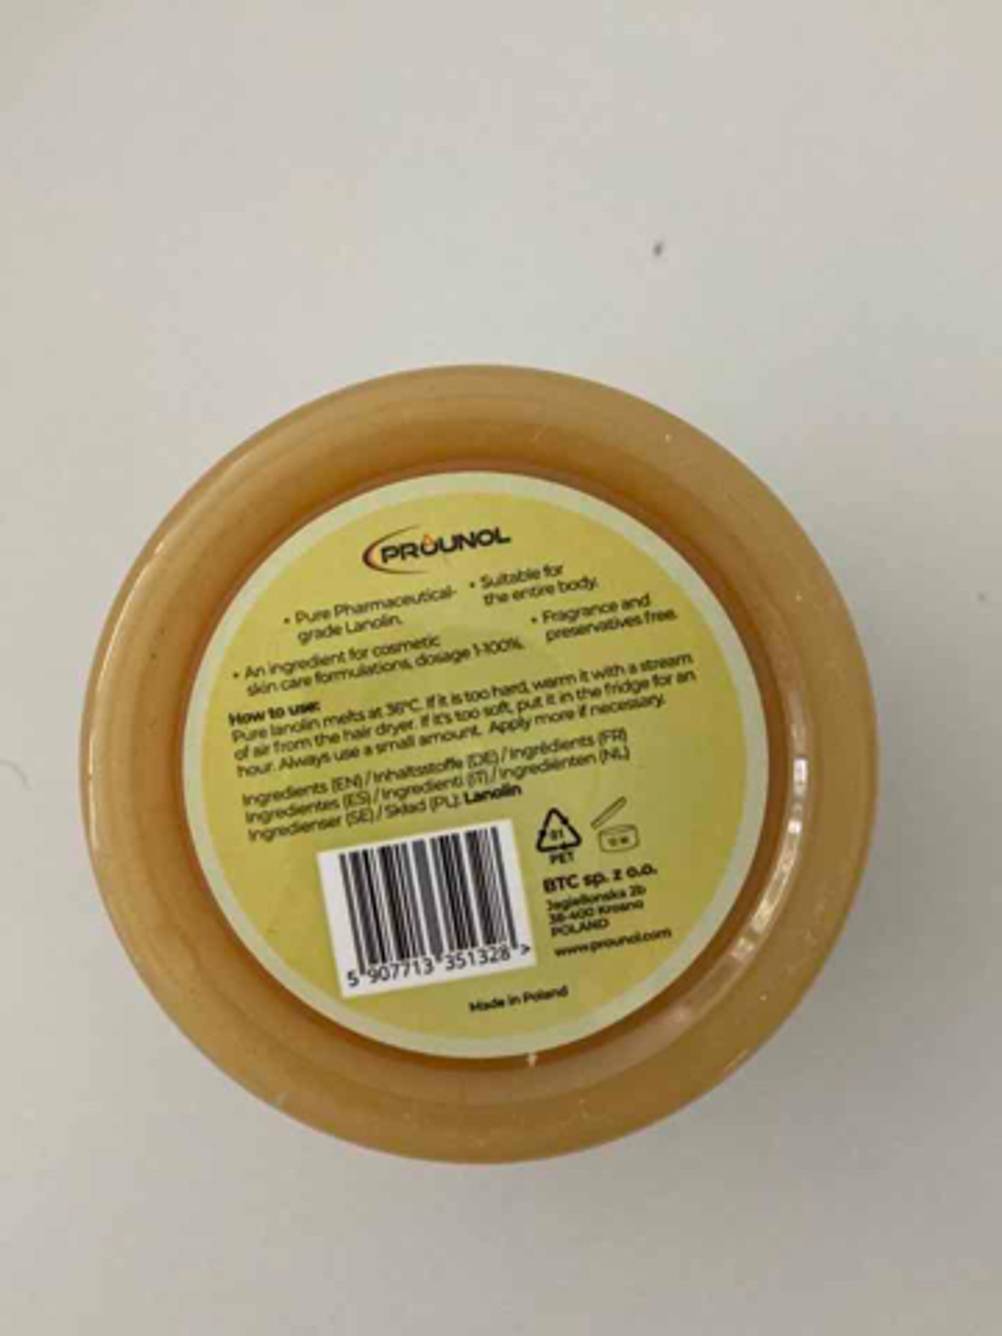 PROUNOL
• Pure Pharmaceutical-
grade Lanolin.
• Suitable for
the entire body.
• An ingredient for cosmetic
skin care formulations, dosage 1-100%.
• Fragrance and
preservatives free.
How to use:
Pure lanolin melts at 36°C. If it is too hard, warm it with a stream
of air from the hair dryer. If it's too soft, put it in the fridge for an
hour. Always use a small amount. Apply more if necessary.
Ingredients (EN) / Inhaltsstoffe (DE) / Ingrédients (FR)
Ingredientes (ES) / Ingredienti (IT) / Ingrediënten (NL)
Ingredienser (SE) / Skład (PL): Lanolin
01
PET
BTC sp. z o.o.
Jagiellonska 2b
38-400 Krosno
POLAND
www.prounol.com
5 907713 351328 >
Made in Poland